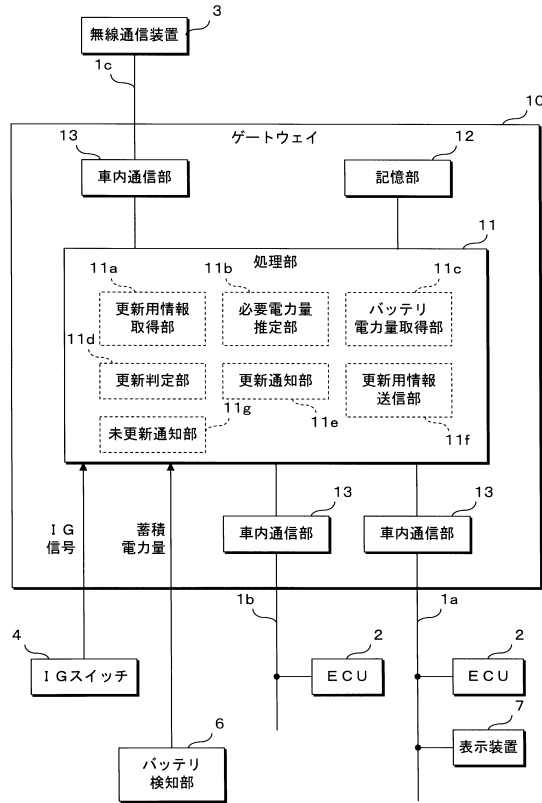 3
無線通信装置
1c
10
ゲートウェイ
13
12
車内通信部
記憶部
11
処理部
11a
11b
11c
更新用情報
取得部
必要電力量
推定部
バッテリ
電力量取得部
11d
更新判定部
更新通知部
更新用情報
送信部
11g
11e
11f
未更新通知部
13
13
IG
信号
蓄積
電力量
車内通信部
車内通信部
1b
1a
4
2
2
IGスイッチ
ECU
ECU
6
7
バッテリ
検知部
表示装置